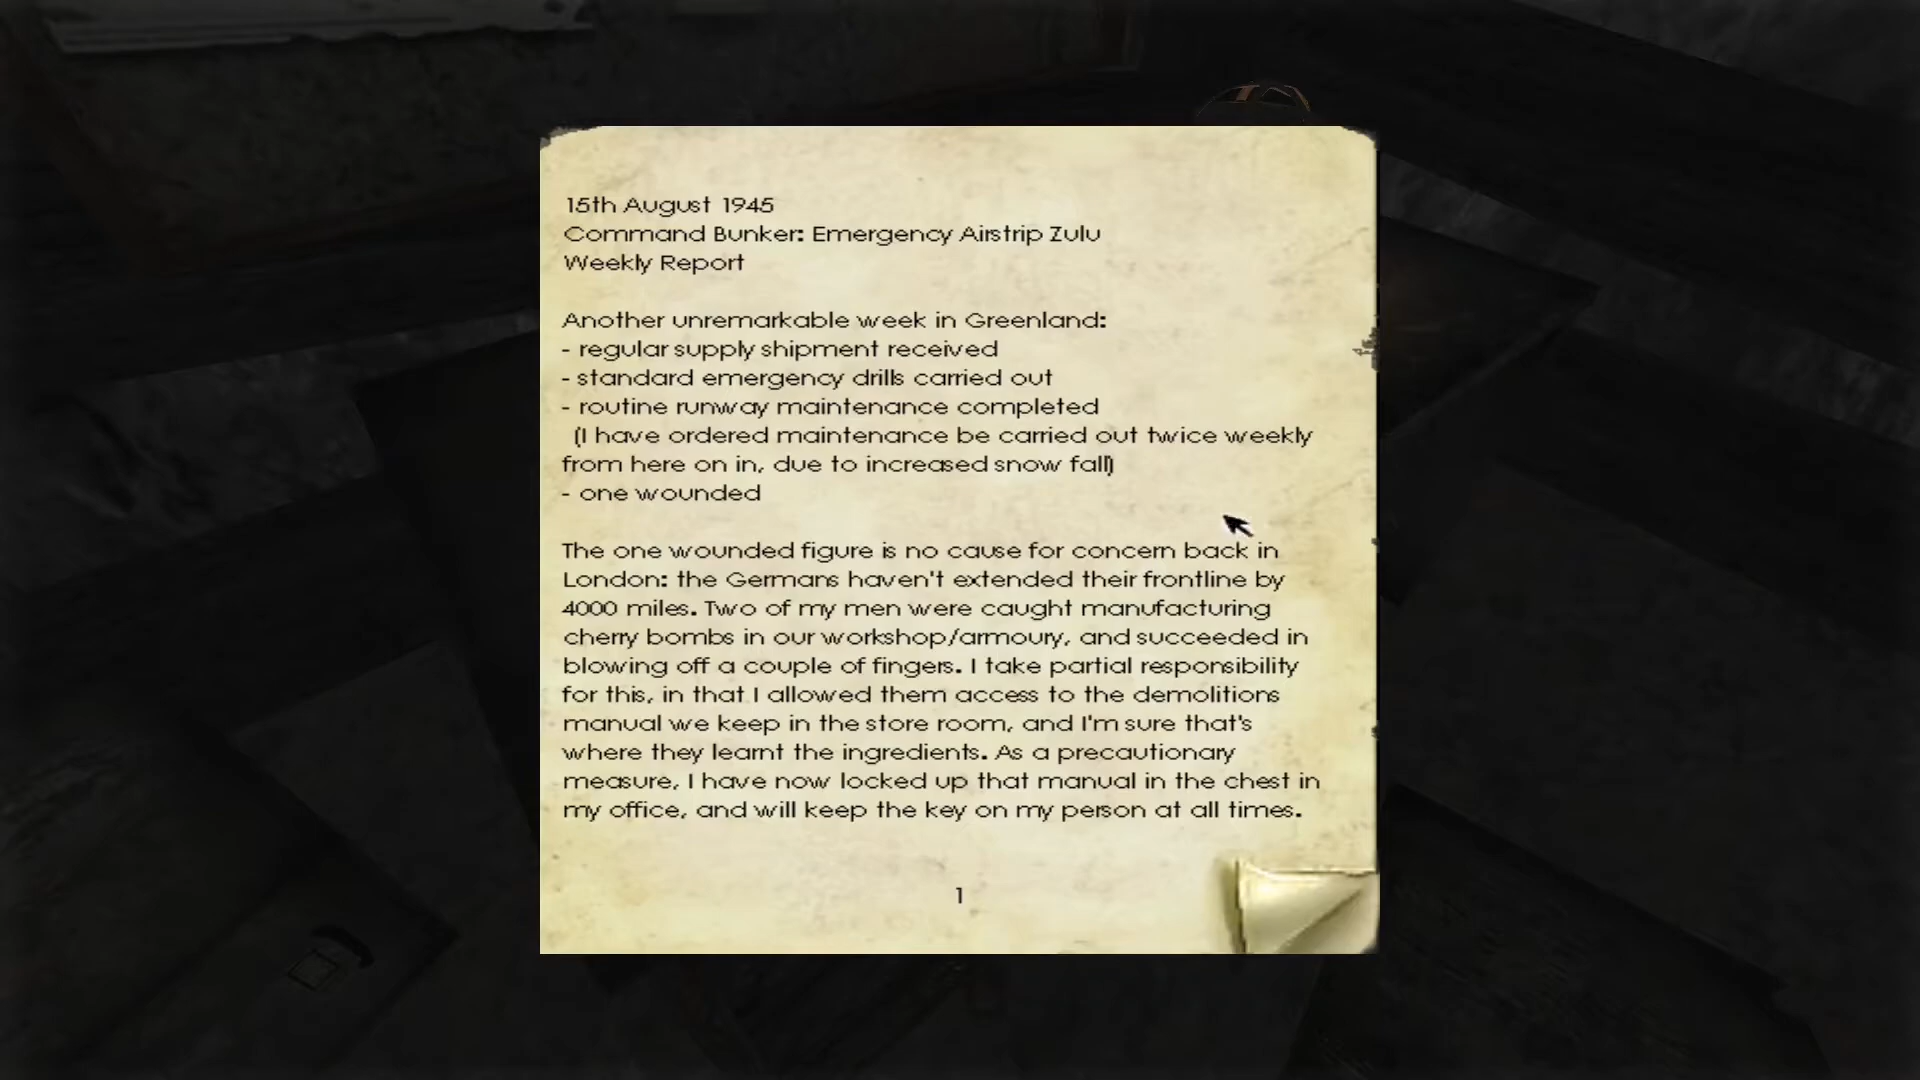 15th August 1945
Command Bunker: Emergency Airstrip Zulu
Weekly Report
Another unremarkable week in Greenland:
- regular supply shipment received
- standard emergency drills carried out
- routine runway maintenance completed
(I have ordered maintenance be carried out twice weekly
from here on in, due to increased snow fall)
- one wounded
The one wounded figure is no cause for concern back in
London: the Germans haven't extended their frontline by
4000 miles. Two of my men were caught manufacturing
cherry bombs in our workshop/armoury, and succeeded in
blowing off a couple of fingers. I take partial responsibility
for this, in that I allowed them access to the demolitions
manual we keep in the store room, and I'm sure that's
where they learnt the ingredients. As a precautionary
measure, I have now locked up that manual in the chest in
my office, and will keep the key on my person at all times.
1